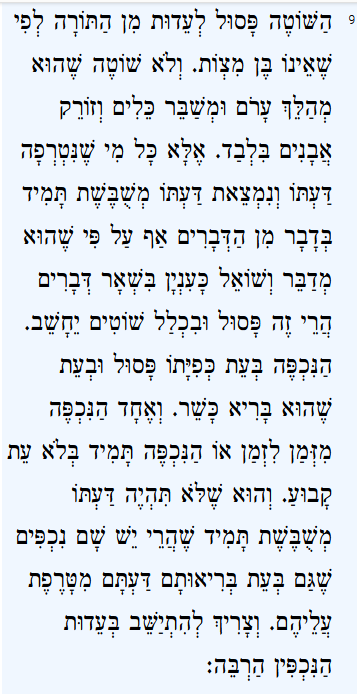 9 הַשּׁוֹטֶה פָּסוּל לְעֵדוּת מִן הַתּוֹרָה לְפִי
שֶׁאֵינוֹ בֶּן מִצְוֹת. וְלֹא שׁוֹטֶה שֶׁהוּא
מְהַלֵּךְ עָרֹם וּמְשַׁבֵּר כֵּלִים וְזוֹרֵק
אֲבָנִים בִּלְבַד. אֶלָּא כָּל מִי שֶׁנִּטְרְפָה
דַּעְתּוֹ וְנִמְצֵאת דַּעְתּוֹ מְשֻׁבֶּשֶׁת תָּמִיד
בְּדָבָר מִן הַדְּבָרִים אַף עַל פִּי שֶׁהוּא
מְדַבֵּר וְשׁוֹאֵל כָּעִנְיָן בִּשְׁאָר דְּבָרִים
הֲרֵי זֶה פָּסוּל וּבִכְלַל שׁוֹטִים יֵחָשֵׁב.
הַנִּכְפֶּה בְּעֵת כְּפִיָּתוֹ פָּסוּל וּבְעֵת
שֶׁהוּא בָּרִיא כָּשֵׁר. וְאֶחָד הַנִּכְפֶּה
מִזְּמַן לִזְמַן אוֹ הַנִּכְפֶּה תָּמִיד בְּלֹא עֵת
קָבוּעַ. וְהוּא שֶׁלֹּא תִּהְיֶה דַּעְתּוֹ
מְשֻׁבֶּשֶׁת תָּמִיד שֶׁהֲרֵי יֵשׁ שָׁם נִכְפִּים
שֶׁגַּם בְּעֵת בְּרִיאוּתָם דַּעְתָּם מִטָּרֶפֶת
עֲלֵיהֶם. וְצָרִיךְ לְהִתְיַשֵּׁב בְּעֵדוּת
הַנִּכְפִּין הַרְבֵּה: